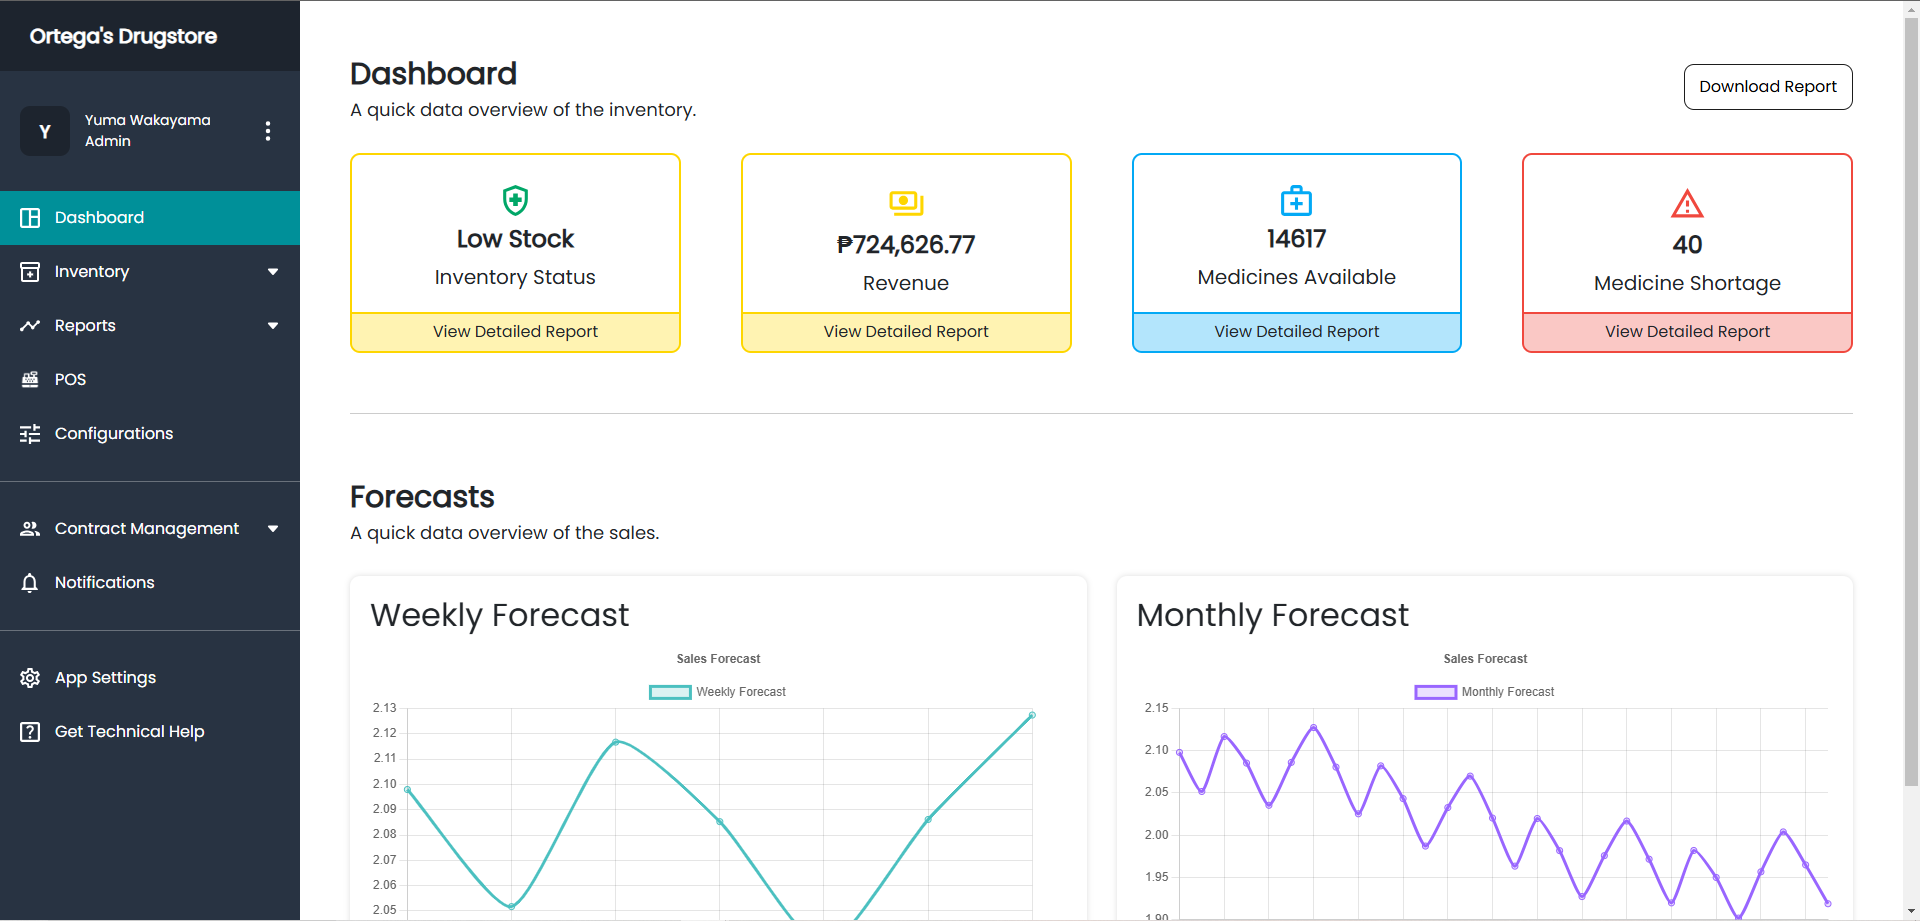 Ortega's Drugstore
Y
Yuma Wakayama
Admin
Dashboard
Inventory
Reports
POS
Configurations
Contract Management
Notifications
App Settings
Get Technical Help
Dashboard
A quick data overview of the inventory.
Download Report
Low Stock
Inventory Status
View Detailed Report
₱724,626.77
Revenue
View Detailed Report
14617
Medicines Available
View Detailed Report
40
Medicine Shortage
View Detailed Report
Forecasts
A quick data overview of the sales.
Weekly Forecast
Sales Forecast
Weekly Forecast
2.13
2.12
2.11
2.10
2.09
2.08
2.07
2.06
2.05
Monthly Forecast
Sales Forecast
Monthly Forecast
2.15
2.10
2.05
2.00
1.95
1.90